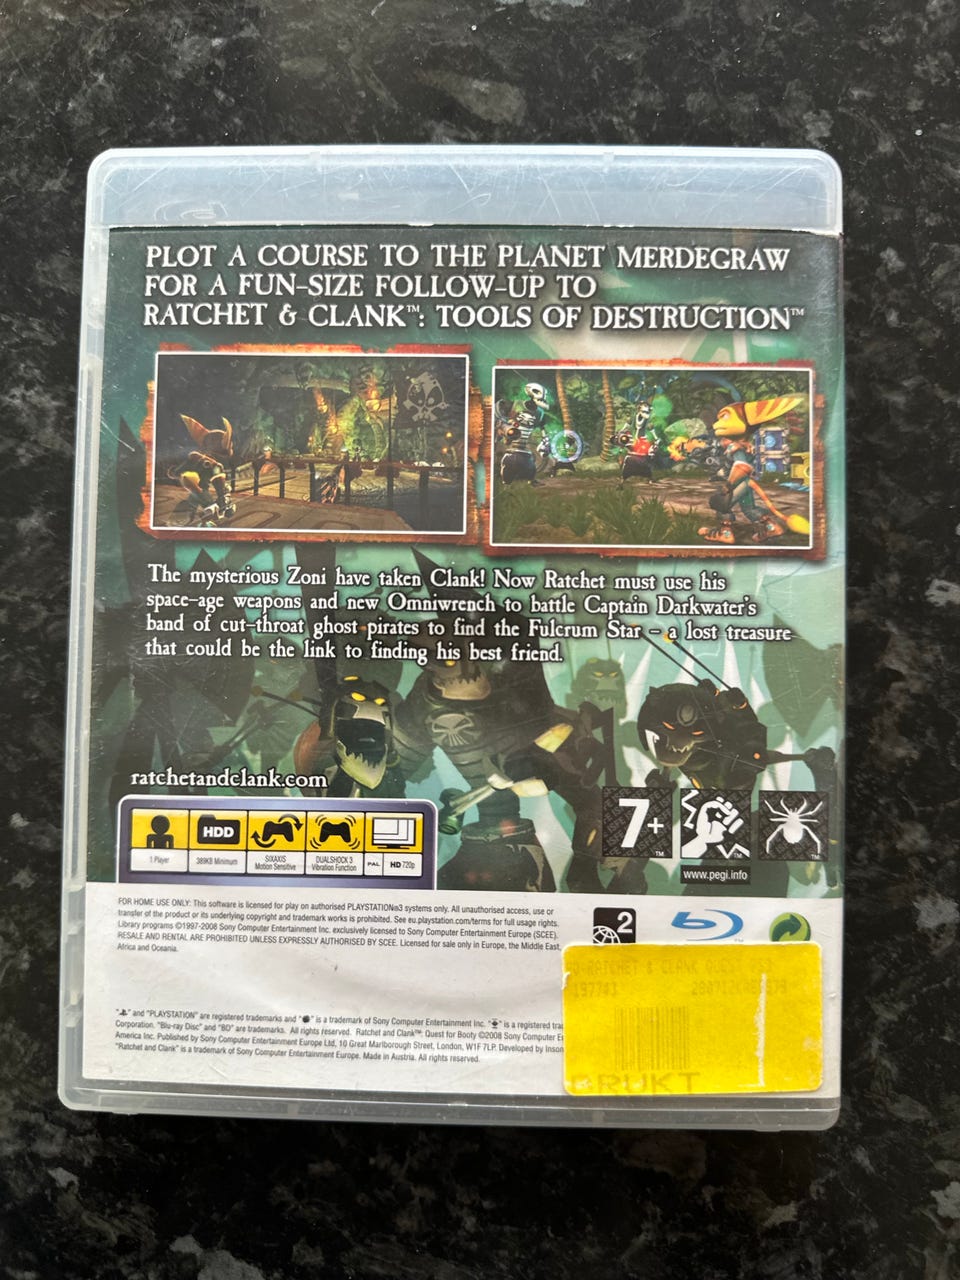 PLOT A COURSE TO THE PLANET MERDEGRAW
FOR A FUN-SIZE FOLLOW-UP TO
RATCHET & CLANK™: TOOLS OF DESTRUCTION™
The mysterious Zoni have taken Clank! Now Ratchet must use his
space-age weapons and new Omniwrench to battle Captain Darkwater's
band of cut-throat ghost pirates to find the Fulcrum Star – a lost treasure
that could be the link to finding his best friend.
ratchetandclank.com
HDD
1 Player
389KB Minimum
SIXAXIS
Motion Sensitive
DUALSHOCK 3
Vibration Function
PAL
HD 720p
7+™
www.pegi.info
FOR HOME USE ONLY: This software is licensed for play on authorised PLAYSTATION®3 systems only. All unauthorised access, use or
transfer of the product or its underlying copyright and trademark works is prohibited. See eu.playstation.com/terms for full usage rights.
Library programs ©1997-2008 Sony Computer Entertainment Inc. exclusively licensed to Sony Computer Entertainment Europe (SCEE).
RESALE AND RENTAL ARE PROHIBITED UNLESS EXPRESSLY AUTHORISED BY SCEE. Licensed for sale only in Europe, the Middle East,
Africa and Oceania.
2
RATCHET & CLANK QUEST
197741
BRUKT
and "PLAYSTATION" are registered trademarks and " " is a trademark of Sony Computer Entertainment Inc. " " is a registered tra
Corporation. "Blu-ray Disc" and "BD" are trademarks. All rights reserved. Ratchet and Clank™: Quest for Booty ©2008 Sony Computer E
America Inc. Published by Sony Computer Entertainment Europe Ltd, 10 Great Marlborough Street, London, W1F 7LP. Developed by Insom
"Ratchet and Clank" is a trademark of Sony Computer Entertainment Europe. Made in Austria. All rights reserved.